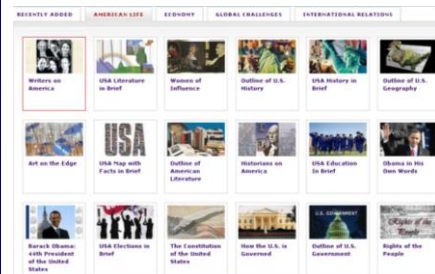 RECENTLY ADDED AMERICAN LIFE ECONOMY GLOBAL CHALLENGES INTERNATIONAL RELATIONS
Writers on America
USA Literature in Brief
Women of Influence
Outline of U.S. History
USA History in Brief
Outline of U.S. Geography
Art on the Edge
USA
USA Map with Facts in Brief
Outline of American Literature
Historians on America
USA Education In Brief
Obama in His Own Words
Barack Obama: 44th President of the United States
USA Elections in Brief
The Constitution of the United States
How the U.S. is Governed
U.S. GOVERNMENT
Outline of U.S. Government
Rights of the People
Rights of the People